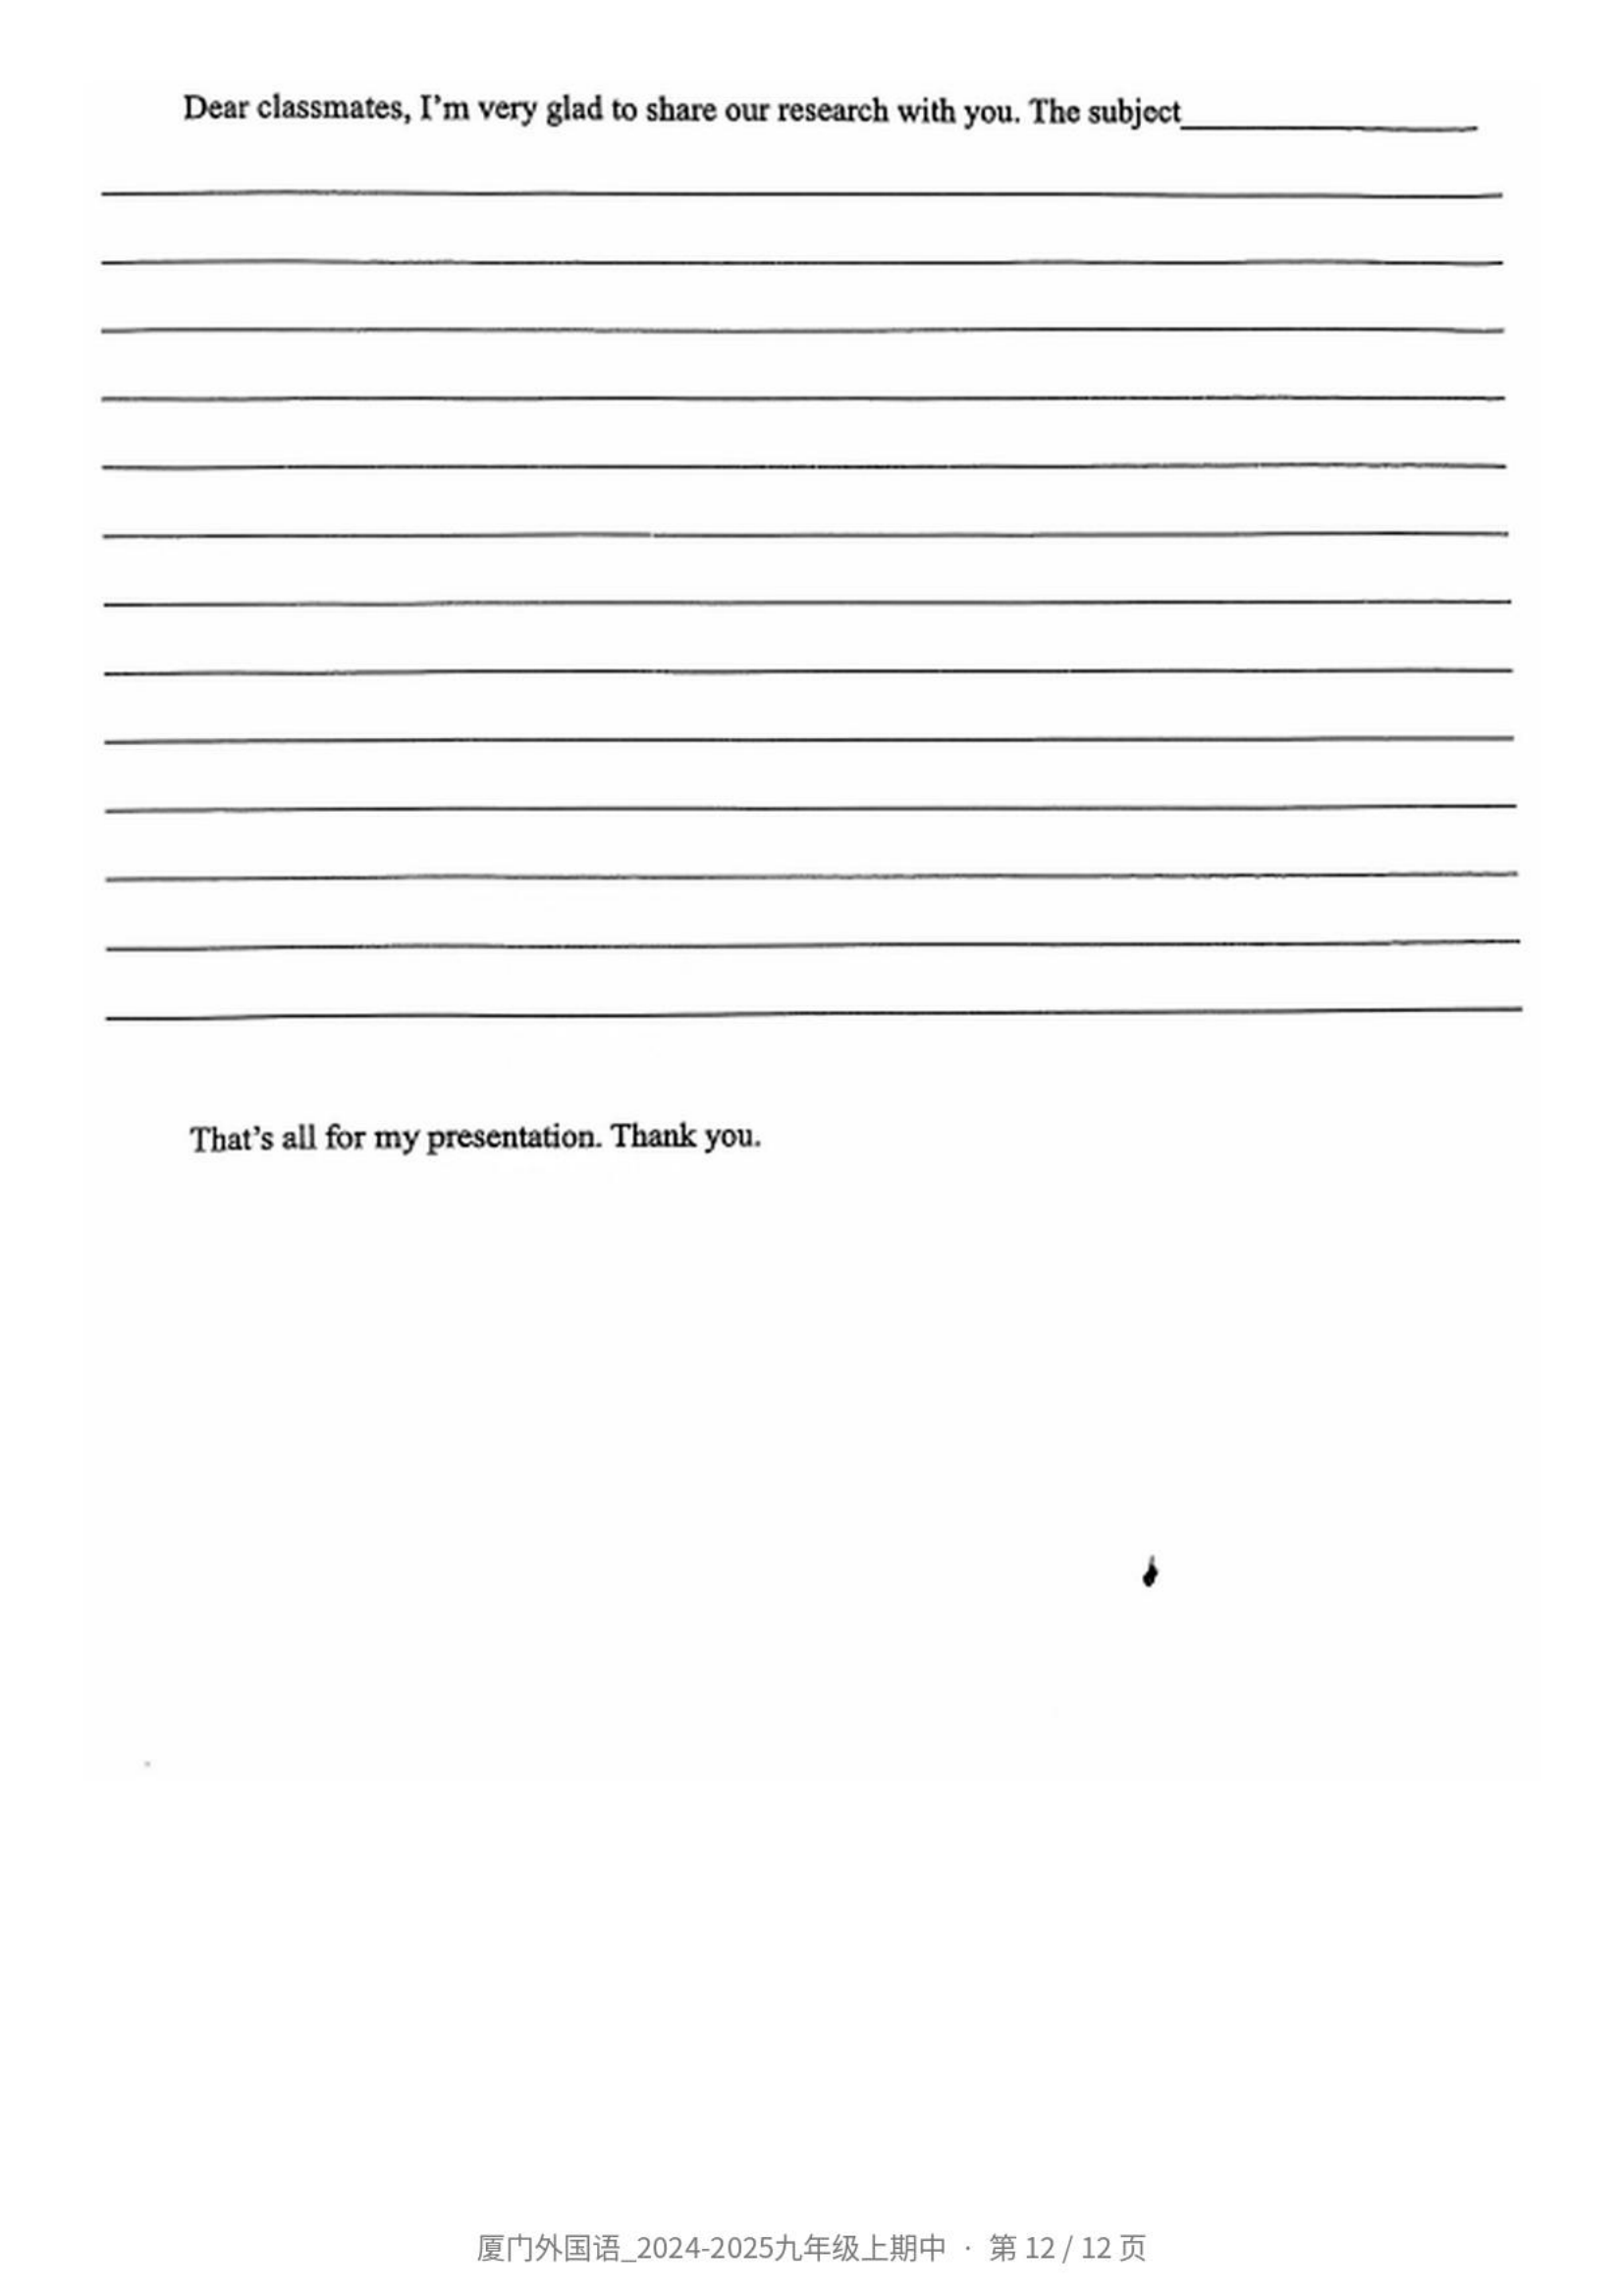 Dear classmates, I'm very glad to share our research with you. The subject
That's all for my presentation. Thank you.
厦门外国语_2024-2025九年级上期中 · 第 12 / 12 页